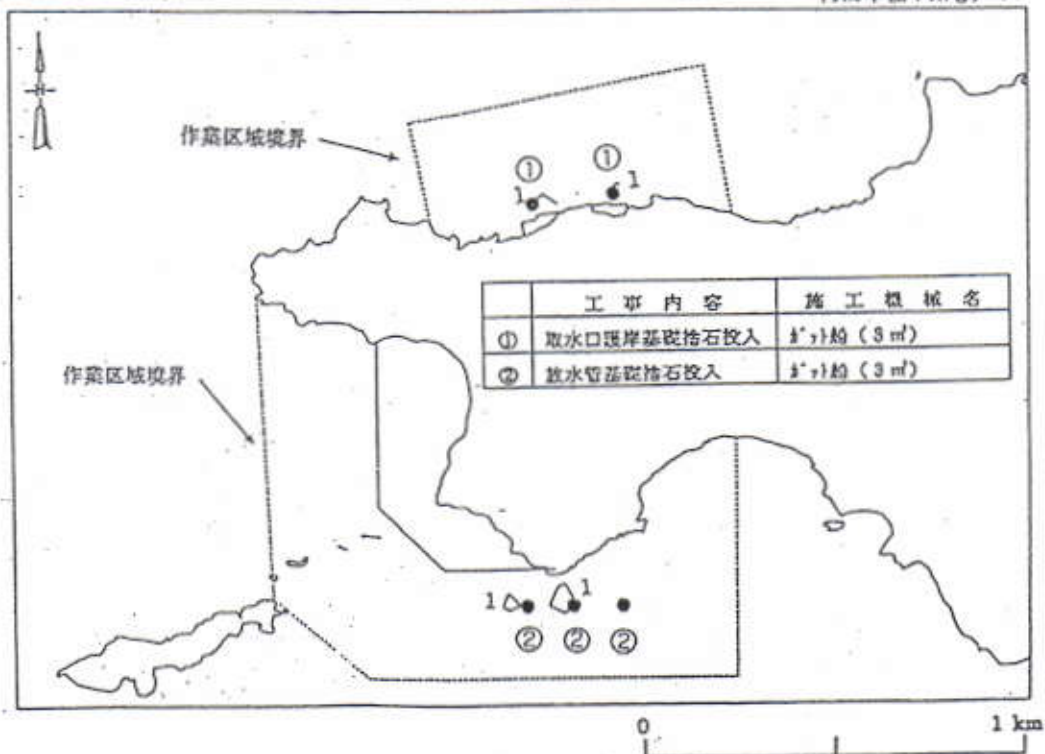 N
作業区域境界
① ①
1 1
工事内容 施工機械名
① 取水口護岸基礎捨石投入 ｶﾞｯﾄ船（3㎥）
② 放水管基礎捨石投入 ｶﾞｯﾄ船（3㎥）
作業区域境界
1 1
② ② ②
0 1 km